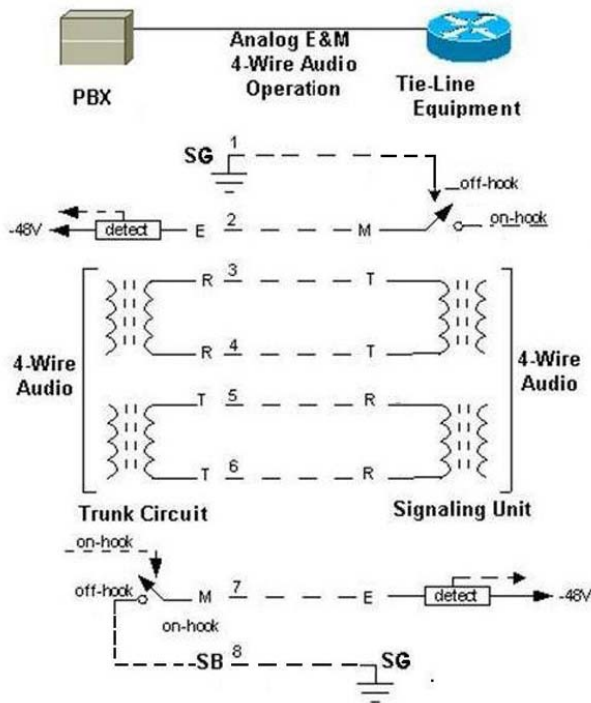 Analog E&M
4-Wire Audio
Operation
PBX
Tie-Line
Equipment
SG 1
off-hook
on-hook
-48V detect E 2 M
R 3 T
4-Wire
Audio
R 4 T
4-Wire
Audio
T 5 R
T 6 R
Trunk Circuit
Signaling Unit
on-hook
off-hook M 7 E detect -48V
on-hook
SB 8 SG